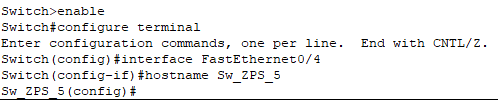 Switch>enable
Switch#configure terminal
Enter configuration commands, one per line.  End with CNTL/Z.
Switch(config)#interface FastEthernet0/4
Switch(config-if)#hostname Sw_ZPS_5
Sw_ZPS_5(config)#